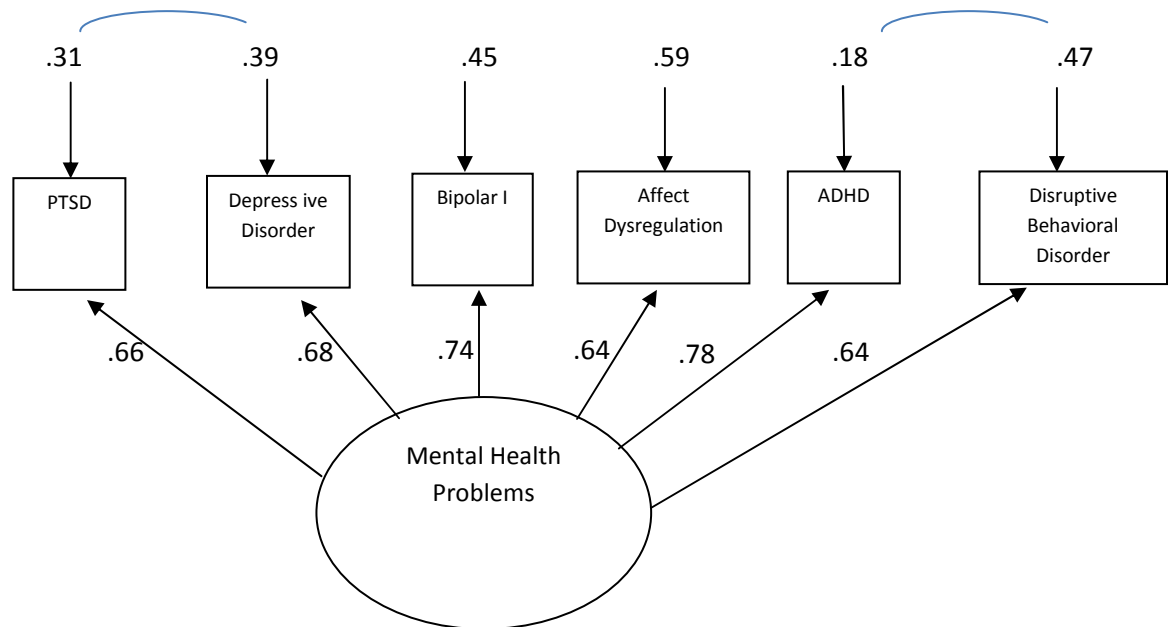 .31 .39 .45 .59 .18 .47
PTSD
Depress ive
Disorder
Bipolar I
Affect
Dysregulation
ADHD
Disruptive
Behavioral
Disorder
.66 .68 .74 .64 .78 .64
Mental Health
Problems